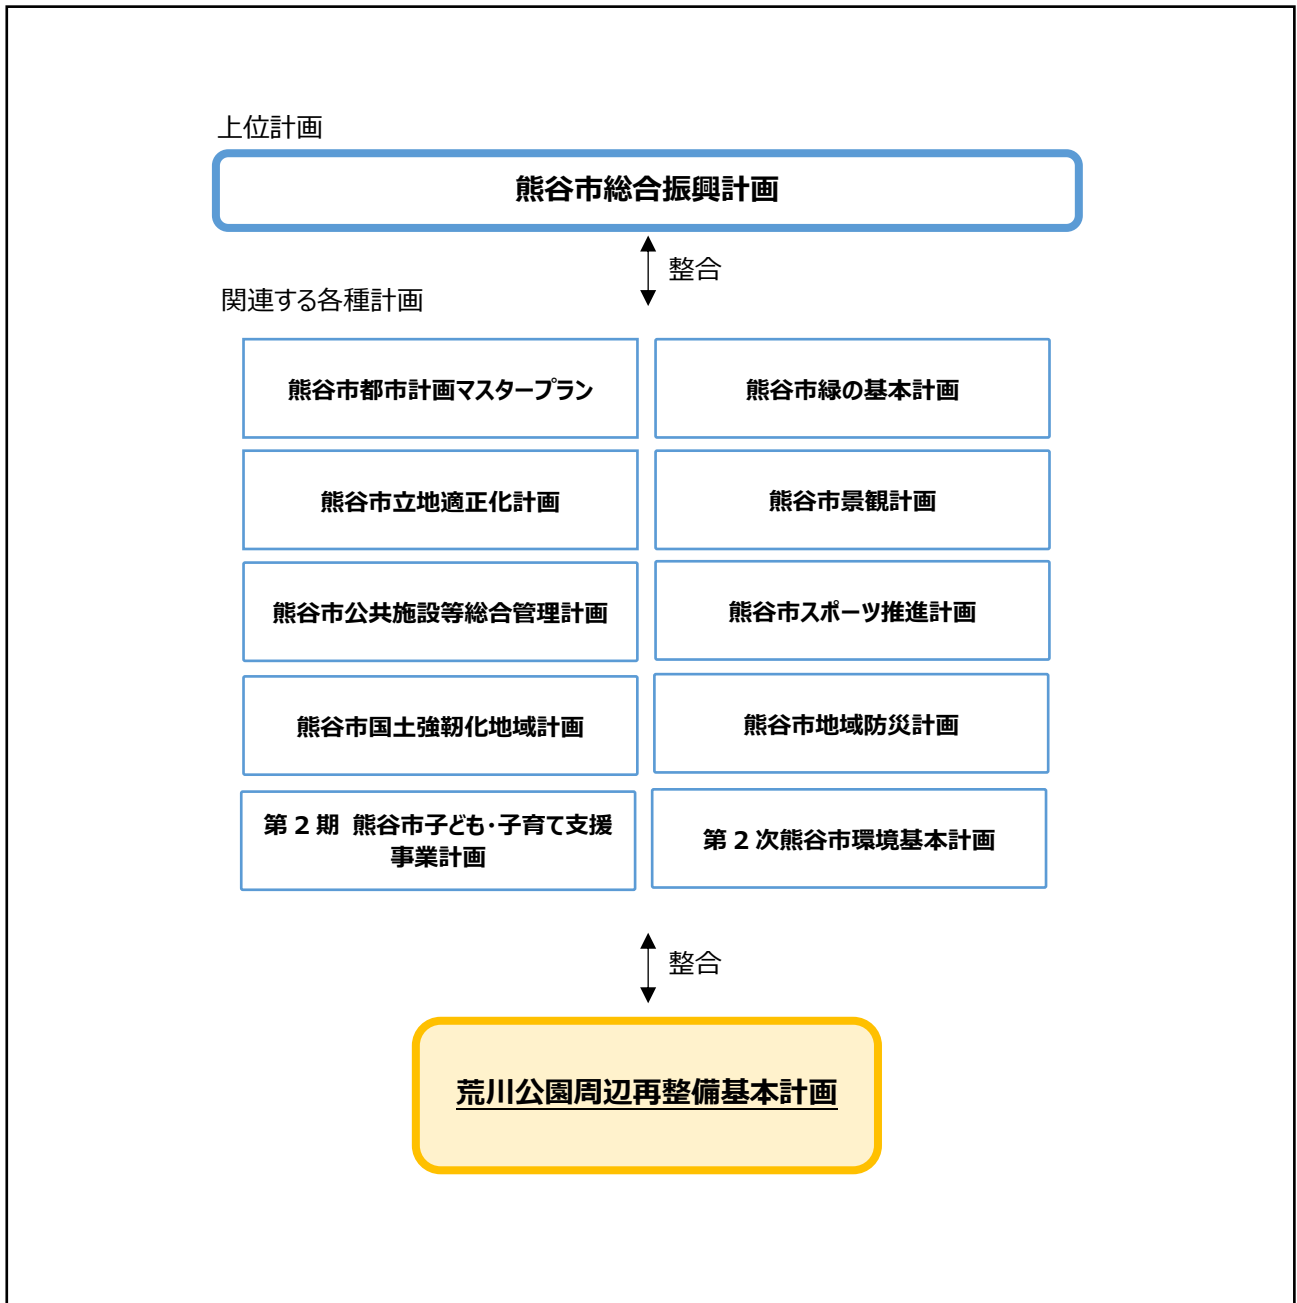 上位計画
熊谷市総合振興計画
整合
関連する各種計画
熊谷市都市計画マスタープラン
熊谷市緑の基本計画
熊谷市立地適正化計画
熊谷市景観計画
熊谷市公共施設等総合管理計画
熊谷市スポーツ推進計画
熊谷市国土強靭化地域計画
熊谷市地域防災計画
第2期 熊谷市子ども・子育て支援
事業計画
第2次熊谷市環境基本計画
整合
荒川公園周辺再整備基本計画